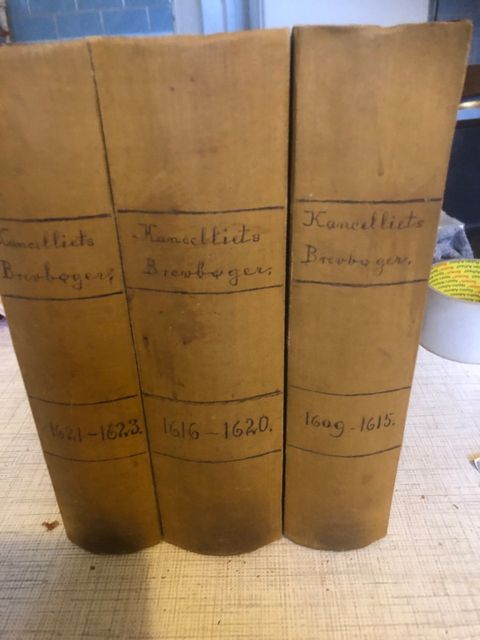 Kancelliets
Brevbøger.
1621-1623.
Kancelliets
Brevbøger.
1616-1620.
Kancelliets
Brevbøger.
1609-1615.